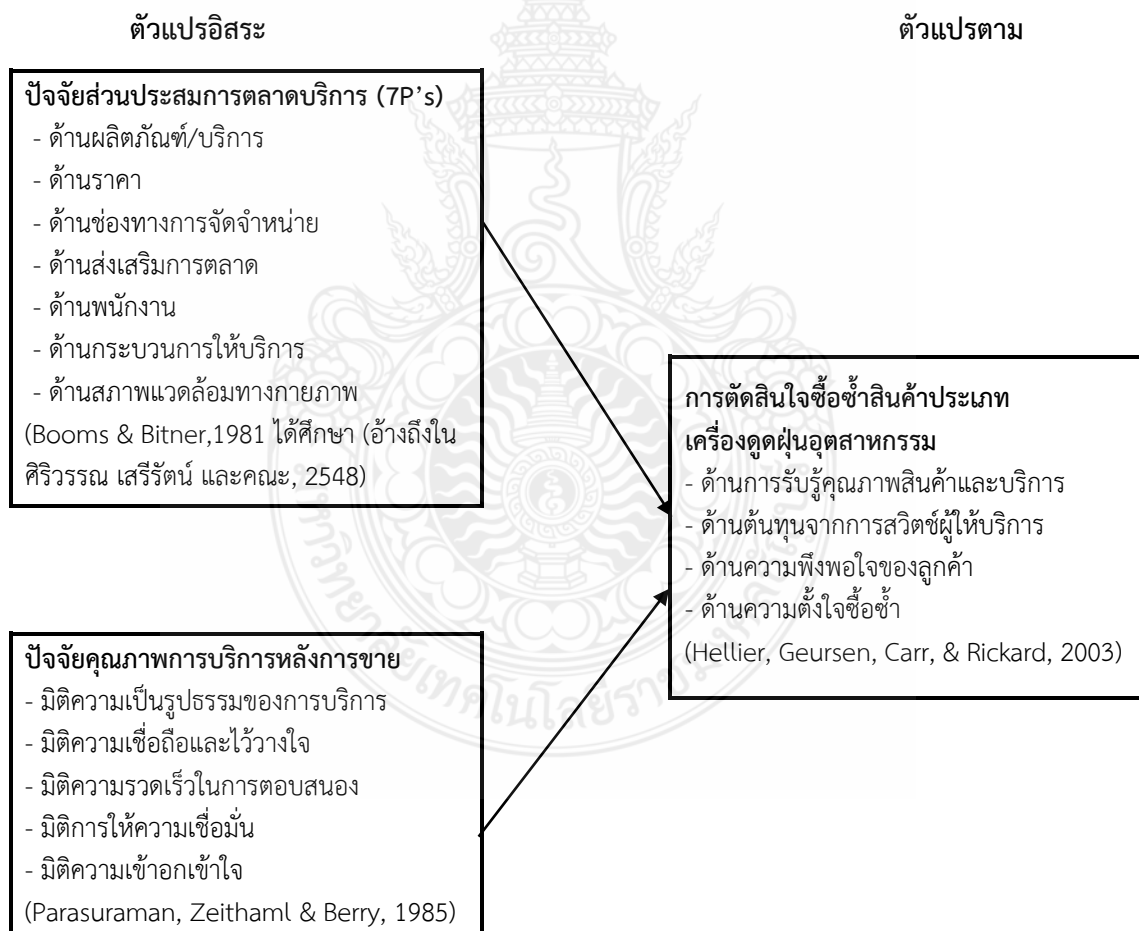 ตัวแปรอิสระ
ตัวแปรตาม
ปัจจัยส่วนประสมการตลาดบริการ (7P’s)
- ด้านผลิตภัณฑ์/บริการ
- ด้านราคา
- ด้านช่องทางการจัดจำหน่าย
- ด้านส่งเสริมการตลาด
- ด้านพนักงาน
- ด้านกระบวนการให้บริการ
- ด้านสภาพแวดล้อมทางกายภาพ
(Booms & Bitner,1981 ได้ศึกษา (อ้างถึงใน
ศิริวรรณ เสรีรัตน์ และคณะ, 2548)
การตัดสินใจซื้อซ้ำสินค้าประเภท
เครื่องดูดฝุ่นอุตสาหกรรม
- ด้านการรับรู้คุณภาพสินค้าและบริการ
- ด้านต้นทุนจากการสวิตช์ผู้ให้บริการ
- ด้านความพึงพอใจของลูกค้า
- ด้านความตั้งใจซื้อซ้ำ
(Hellier, Geursen, Carr, & Rickard, 2003)
ปัจจัยคุณภาพการบริการหลังการขาย
- มิติความเป็นรูปธรรมของการบริการ
- มิติความเชื่อถือและไว้วางใจ
- มิติความรวดเร็วในการตอบสนอง
- มิติการให้ความเชื่อมั่น
- มิติความเข้าอกเข้าใจ
(Parasuraman, Zeithaml & Berry, 1985)